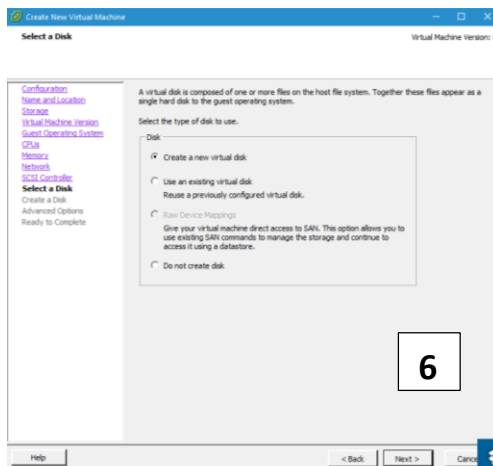 Create New Virtual Machine
Select a Disk
Virtual Machine Version:
Configuration
Name and Location
Storage
Virtual Machine Version
Guest Operating System
CPUs
Memory
Network
SCSI Controller
Select a Disk
Create a Disk
Advanced Options
Ready to Complete
A virtual disk is composed of one or more files on the host file system. Together these files appear as a
single hard disk to the guest operating system.
Select the type of disk to use.
Disk
Create a new virtual disk
Use an existing virtual disk
Reuse a previously configured virtual disk.
Raw Device Mappings
Give your virtual machine direct access to SAN. This option allows you to
use existing SAN commands to manage the storage and continue to
access it using a datastore.
Do not create disk
6
Help
< Back
Next >